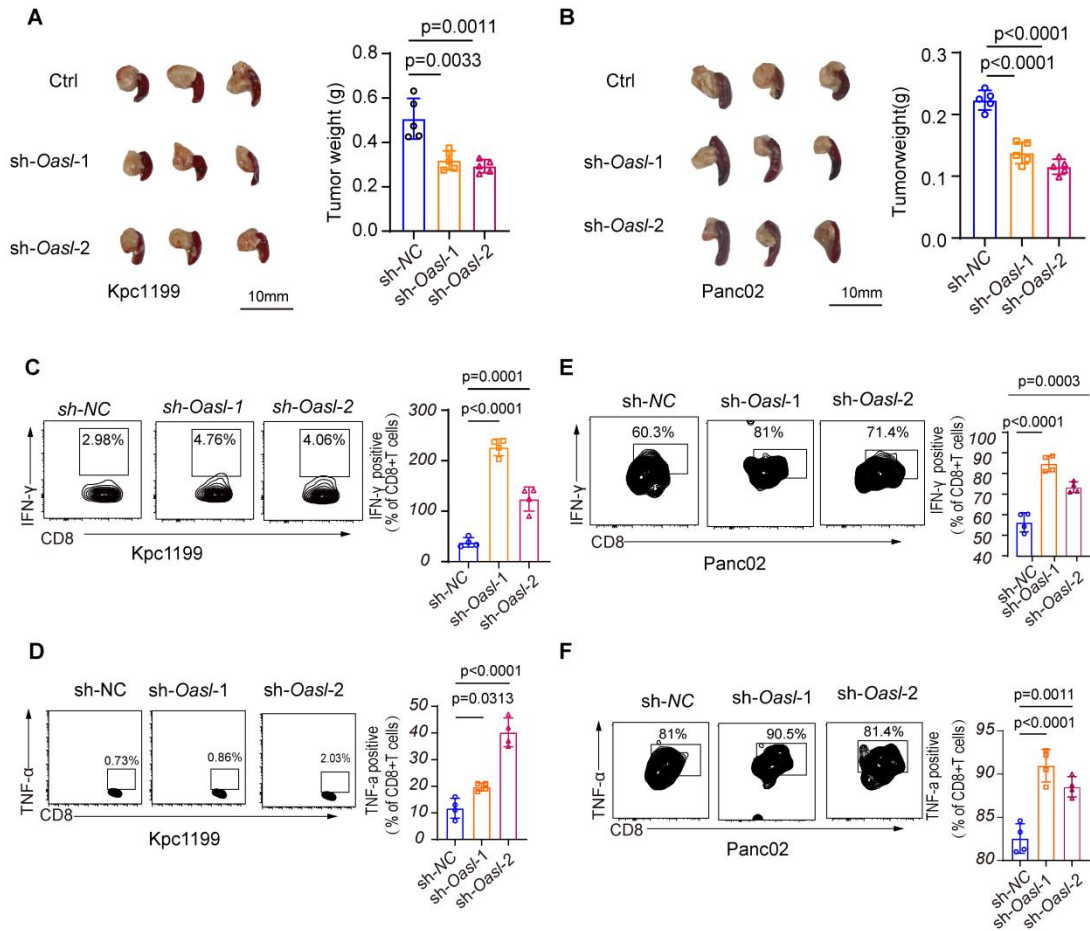 A
Ctrl
sh-Oasl-1
sh-Oasl-2
Kpc1199
10mm
p=0.0011
p=0.0033
Tumor weight (g)
0.8
0.6
0.4
0.2
0.0
sh-NC
sh-Oasl-1
sh-Oasl-2
B
Ctrl
sh-Oasl-1
sh-Oasl-2
Panc02
10mm
p<0.0001
p<0.0001
Tumorweight(g)
0.3
0.2
0.1
0.0
sh-NC
sh-Oasl-1
sh-Oasl-2
C
sh-NC
sh-Oasl-1
sh-Oasl-2
2.98%
4.76%
4.06%
IFN-γ
CD8
Kpc1199
p=0.0001
p<0.0001
IFN-γ positive
(% of CD8+T cells)
300
200
100
0
sh-NC
sh-Oasl-1
sh-Oasl-2
E
sh-NC
sh-Oasl-1
sh-Oasl-2
60.3%
81%
71.4%
IFN-γ
CD8
Panc02
p=0.0003
p<0.0001
IFN-γ positive
(% of CD8+T cells)
100
90
80
70
60
50
40
sh-NC
sh-Oasl-1
sh-Oasl-2
D
sh-NC
sh-Oasl-1
sh-Oasl-2
0.73%
0.86%
2.03%
TNF-α
CD8
Kpc1199
p<0.0001
p=0.0313
TNF-a positive
(% of CD8+T cells)
50
40
30
20
10
0
sh-NC
sh-Oasl-1
sh-Oasl-2
F
sh-NC
sh-Oasl-1
sh-Oasl-2
81%
90.5%
81.4%
TNF-α
CD8
Panc02
p=0.0011
p<0.0001
TNF-a positive
(% of CD8+T cells)
95
90
85
80
sh-NC
sh-Oasl-1
sh-Oasl-2